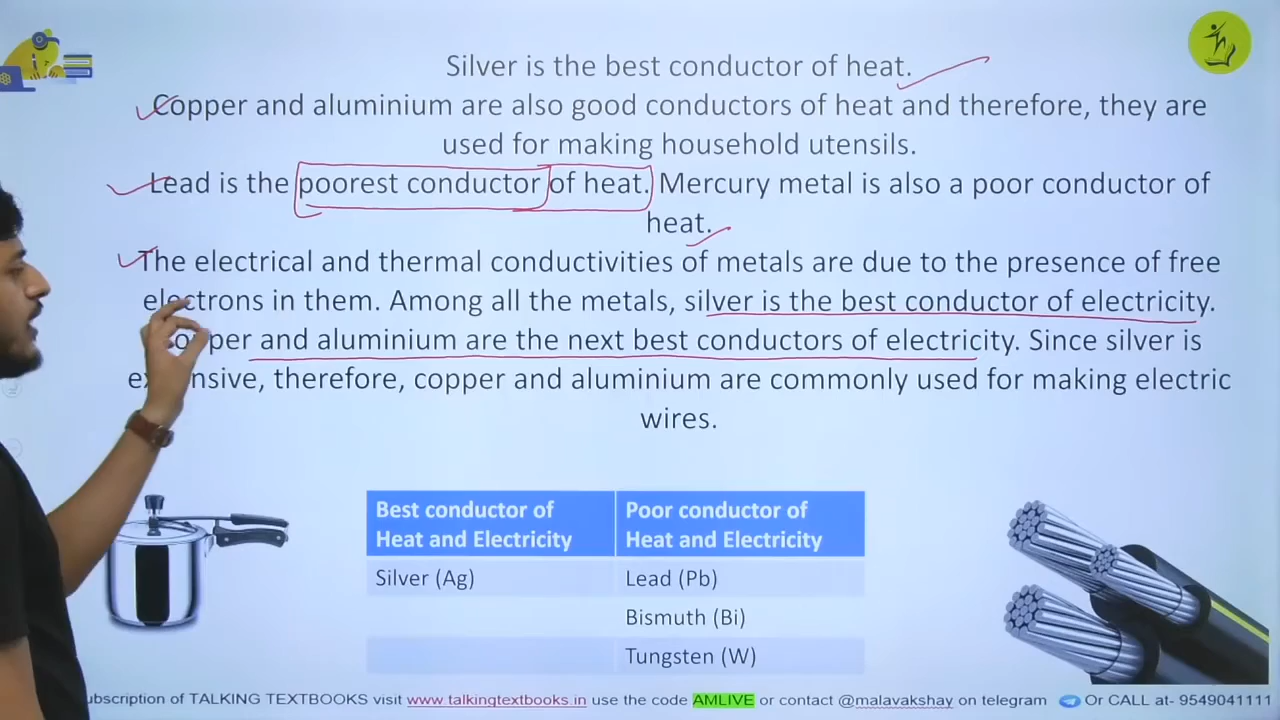 Silver is the best conductor of heat.
Copper and aluminium are also good conductors of heat and therefore, they are
used for making household utensils.
Lead is the poorest conductor of heat. Mercury metal is also a poor conductor of
heat.
The electrical and thermal conductivities of metals are due to the presence of free
electrons in them. Among all the metals, silver is the best conductor of electricity.
and aluminium are the next best conductors of electricity. Since silver is
therefore, copper and aluminium are commonly used for making electric
wires.
Best conductor of Heat and Electricity
Poor conductor of Heat and Electricity
Silver (Ag)
Lead (Pb)
Bismuth (Bi)
Tungsten (W)
ubscription of TALKING TEXTBOOKS visit www.talkingtextbooks.in use the code AMLIVE or contact @malavakshay on telegram Or CALL at- 9549041111